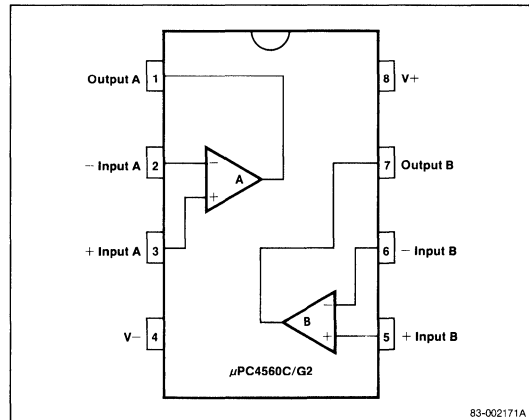 Output A 1
8 V+
− Input A 2
7 Output B
− A
+
+ Input A 3
6 − Input B
V− 4
− B
+
5 + Input B
μPC4560C/G2
83-002171A